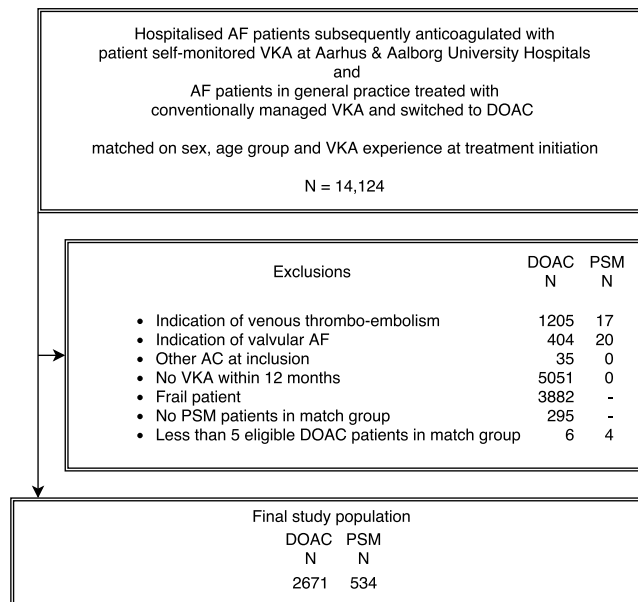 Hospitalised AF patients subsequently anticoagulated with
patient self-monitored VKA at Aarhus & Aalborg University Hospitals
and
AF patients in general practice treated with
conventionally managed VKA and switched to DOAC
matched on sex, age group and VKA experience at treatment initiation
N = 14,124
Exclusions DOAC PSM
N N
• Indication of venous thrombo-embolism 1205 17
• Indication of valvular AF 404 20
• Other AC at inclusion 35 0
• No VKA within 12 months 5051 0
• Frail patient 3882 -
• No PSM patients in match group 295 -
• Less than 5 eligible DOAC patients in match group 6 4
Final study population
DOAC PSM
N N
2671 534